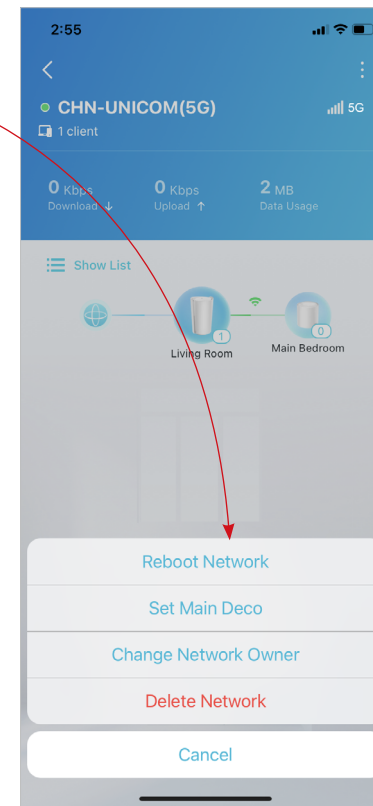 2:55
CHN-UNICOM(5G)
5G
1 client
0 Kbps 0 Kbps 2 MB
Download ↓ Upload ↑ Data Usage
Show List
1
0
Living Room
Main Bedroom
Reboot Network
Set Main Deco
Change Network Owner
Delete Network
Cancel